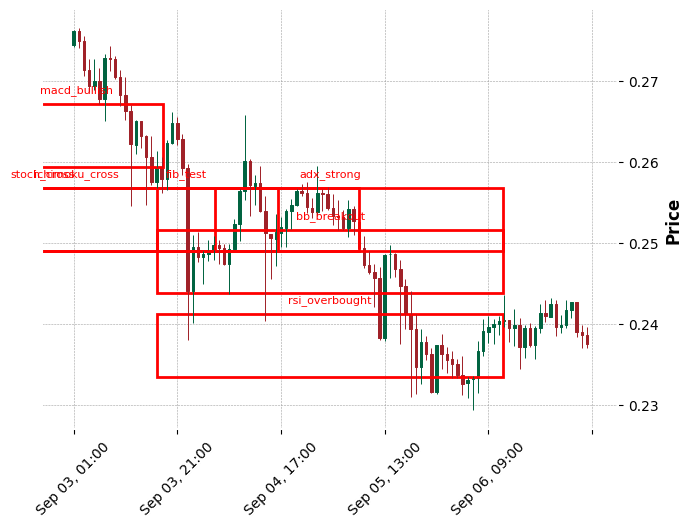 macd_bullish
stoch_cross
ichimoku_cross
fib_test
adx_strong
bb_breakout
rsi_overbought
0.27
0.26
0.25
0.24
0.23
Price
Sep 03, 01:00
Sep 03, 21:00
Sep 04, 17:00
Sep 05, 13:00
Sep 06, 09:00